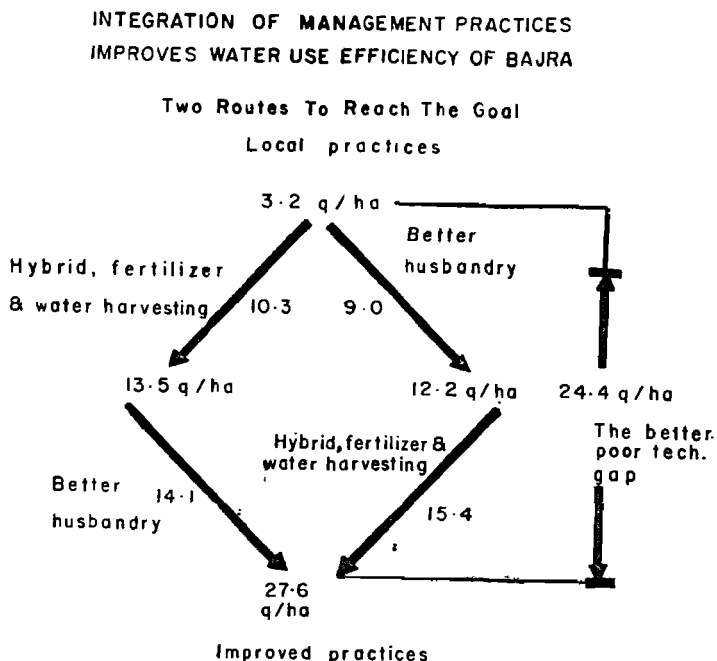 INTEGRATION OF MANAGEMENT PRACTICES
IMPROVES WATER USE EFFICIENCY OF BAJRA
Two Routes To Reach The Goal
Local practices
3·2 q/ha
Better
husbandry
Hybrid, fertilizer
& water harvesting
10·3
9·0
13·5 q/ha
12·2 q/ha
24·4 q/ha
The better-
poor tech.
gap
Hybrid, fertilizer &
water harvesting
Better
husbandry
14·1
15·4
27·6
q/ha
Improved practices